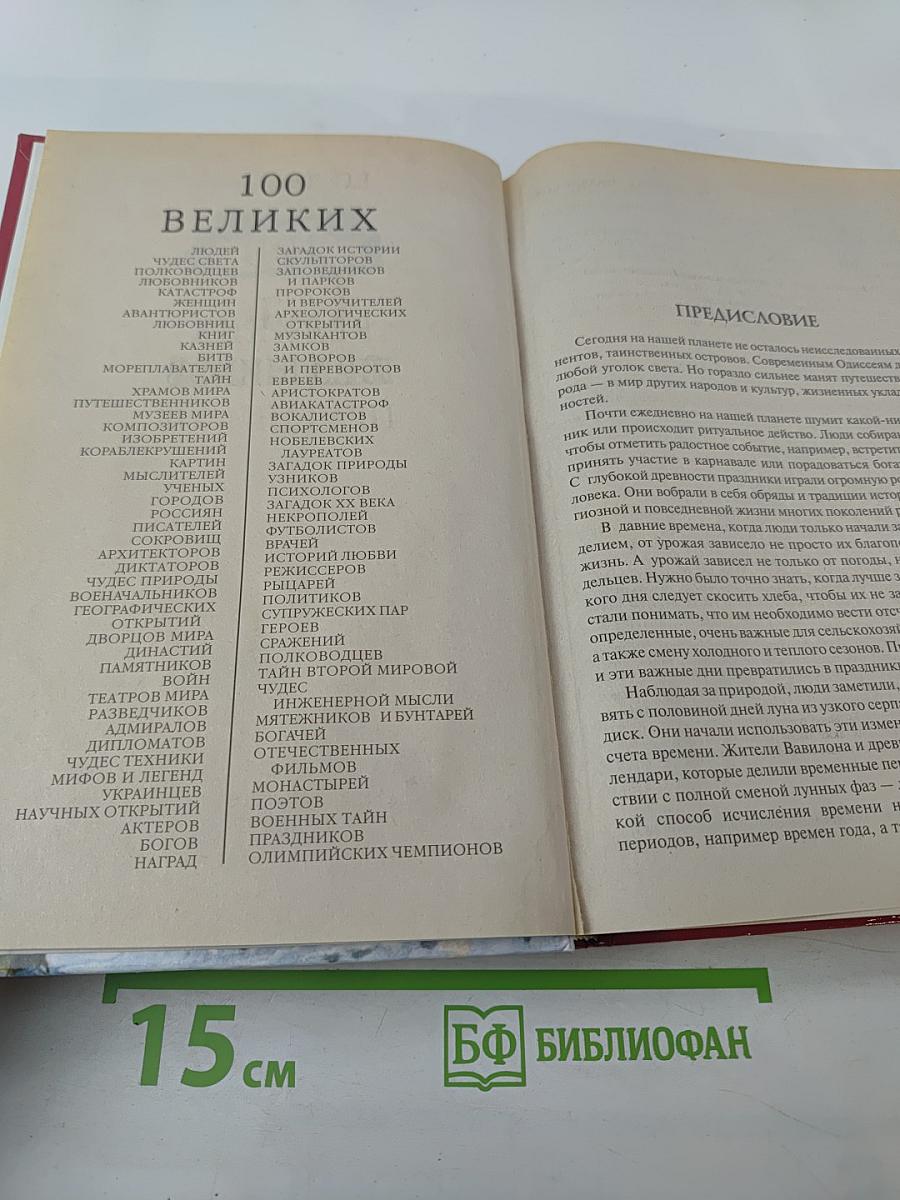 100
ВЕЛИКИХ
ЛЮДЕЙ
ЧУДЕС СВЕТА
ПОЛКОВОДЦЕВ
ЛЮБОВНИКОВ
КАТАСТРОФ
ЖЕНЩИН
АВАНТЮРИСТОВ
ЛЮБОВНИЦ
КНИГ
КАЗНЕЙ
БИТВ
МОРЕПЛАВАТЕЛЕЙ
ТАЙН
ХРАМОВ МИРА
ПУТЕШЕСТВЕННИКОВ
МУЗЕЕВ МИРА
КОМПОЗИТОРОВ
ИЗОБРЕТЕНИЙ
КОРАБЛЕКРУШЕНИЙ
КАРТИН
МЫСЛИТЕЛЕЙ
УЧЕНЫХ
ГОРОДОВ
РОССИЯН
ПИСАТЕЛЕЙ
СОКРОВИЩ
АРХИТЕКТОРОВ
ДИКТАТОРОВ
ЧУДЕС ПРИРОДЫ
ВОЕНАЧАЛЬНИКОВ
ГЕОГРАФИЧЕСКИХ
ОТКРЫТИЙ
ДВОРЦОВ МИРА
ДИНАСТИЙ
ПАМЯТНИКОВ
ВОЙН
ТЕАТРОВ МИРА
РАЗВЕДЧИКОВ
АДМИРАЛОВ
ДИПЛОМАТОВ
ЧУДЕС ТЕХНИКИ
МИФОВ И ЛЕГЕНД
УКРАИНЦЕВ
НАУЧНЫХ ОТКРЫТИЙ
АКТЕРОВ
БОГОВ
НАГРАД
ЗАГАДОК ИСТОРИИ
СКУЛЬПТОРОВ
ЗАПОВЕДНИКОВ
И ПАРКОВ
ПРОРОКОВ
И ВЕРОУЧИТЕЛЕЙ
АРХЕОЛОГИЧЕСКИХ
ОТКРЫТИЙ
МУЗЫКАНТОВ
ЗАМКОВ
ЗАГОВОРОВ
И ПЕРЕВОРОТОВ
ЕВРЕЕВ
АРИСТОКРАТОВ
АВИАКАТАСТРОФ
ВОКАЛИСТОВ
СПОРТСМЕНОВ
НОБЕЛЕВСКИХ
ЛАУРЕАТОВ
ЗАГАДОК ПРИРОДЫ
УЗНИКОВ
ПСИХОЛОГОВ
ЗАГАДОК XX ВЕКА
НЕКРОПОЛЕЙ
ФУТБОЛИСТОВ
ВРАЧЕЙ
ИСТОРИЙ ЛЮБВИ
РЕЖИССЕРОВ
РЫЦАРЕЙ
ПОЛИТИКОВ
СУПРУЖЕСКИХ ПАР
ГЕРОЕВ
СРАЖЕНИЙ
ПОЛКОВОДЦЕВ
ТАЙН ВТОРОЙ МИРОВОЙ
ЧУДЕС
ИНЖЕНЕРНОЙ МЫСЛИ
МЯТЕЖНИКОВ И БУНТАРЕЙ
БОГАЧЕЙ
ОТЕЧЕСТВЕННЫХ
ФИЛЬМОВ
МОНАСТЫРЕЙ
ПОЭТОВ
ВОЕННЫХ ТАЙН
ПРАЗДНИКОВ
ОЛИМПИЙСКИХ ЧЕМПИОНОВ
ПРЕДИСЛОВИЕ
Сегодня на нашей планете не осталось неисследованных
нентов, таинственных островов. Современным Одиссеям д
любой уголок света. Но гораздо сильнее манят путешеств
рода — в мир других народов и культур, жизненных уклад
ностей.
Почти ежедневно на нашей планете шумит какой-ни
ник или происходит ритуальное действо. Люди собира
чтобы отметить радостное событие, например, встретит
принять участие в карнавале или порадоваться бога
С глубокой древности праздники играли огромную р
ловека. Они вобрали в себя обряды и традиции истор
гиозной и повседневной жизни многих поколений р
В давние времена, когда люди только начали за
делием, от урожая зависело не просто их благопо
жизнь. А урожай зависел не только от погоды, н
дельцев. Нужно было точно знать, когда лучше з
кого дня следует скосить хлеба, чтобы их не за
стали понимать, что им необходимо вести отсч
определенные, очень важные для сельскохозяй
а также смену холодного и теплого сезонов. П
и эти важные дни превратились в праздники
Наблюдая за природой, люди заметили,
вять с половиной дней луна из узкого серп
диск. Они начали использовать эти измен
счета времени. Жители Вавилона и древ
лендари, которые делили временные пе
ствии с полной сменой лунных фаз —
кой способ исчисления времени н
периодов, например времен года, а т
15 см
БФ БИБЛИОФАН